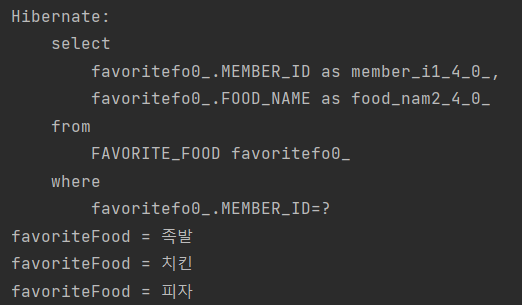 Hibernate:
    select
        favoritefo0_.MEMBER_ID as member_i1_4_0_,
        favoritefo0_.FOOD_NAME as food_nam2_4_0_
    from
        FAVORITE_FOOD favoritefo0_
    where
        favoritefo0_.MEMBER_ID=?
favoriteFood = 족발
favoriteFood = 치킨
favoriteFood = 피자